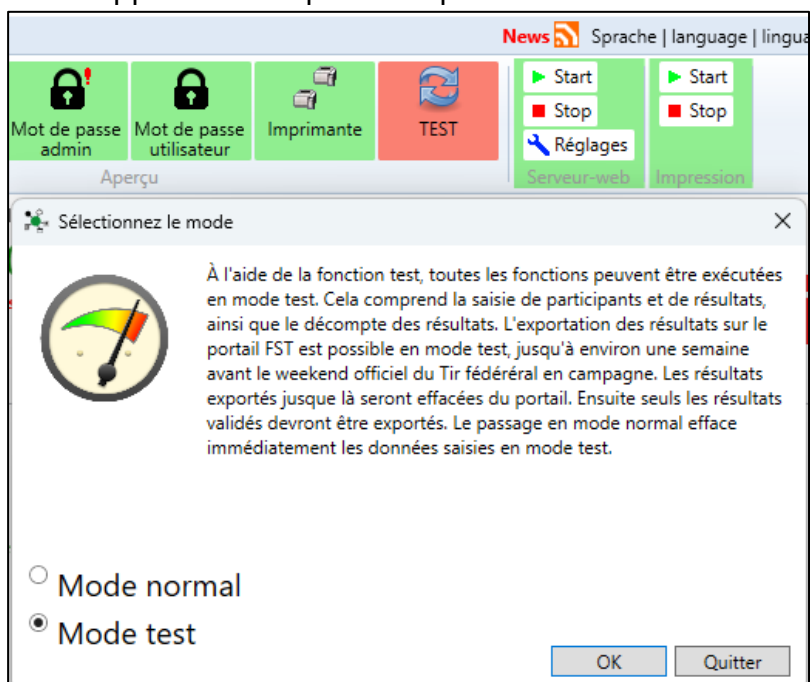 News Sprache | language | lingua
Mot de passe admin
Mot de passe utilisateur
Imprimante
TEST
Start
Stop
Réglages
Start
Stop
Aperçu
Serveur-web
Impression
Sélectionnez le mode
À l'aide de la fonction test, toutes les fonctions peuvent être exécutées
en mode test. Cela comprend la saisie de participants et de résultats,
ainsi que le décompte des résultats. L'exportation des résultats sur le
portail FST est possible en mode test, jusqu'à environ une semaine
avant le weekend officiel du Tir fédéréral en campagne. Les résultats
exportés jusque là seront effacées du portail. Ensuite seuls les résultats
validés devront être exportés. Le passage en mode normal efface
immédiatement les données saisies en mode test.
Mode normal
Mode test
OK
Quitter